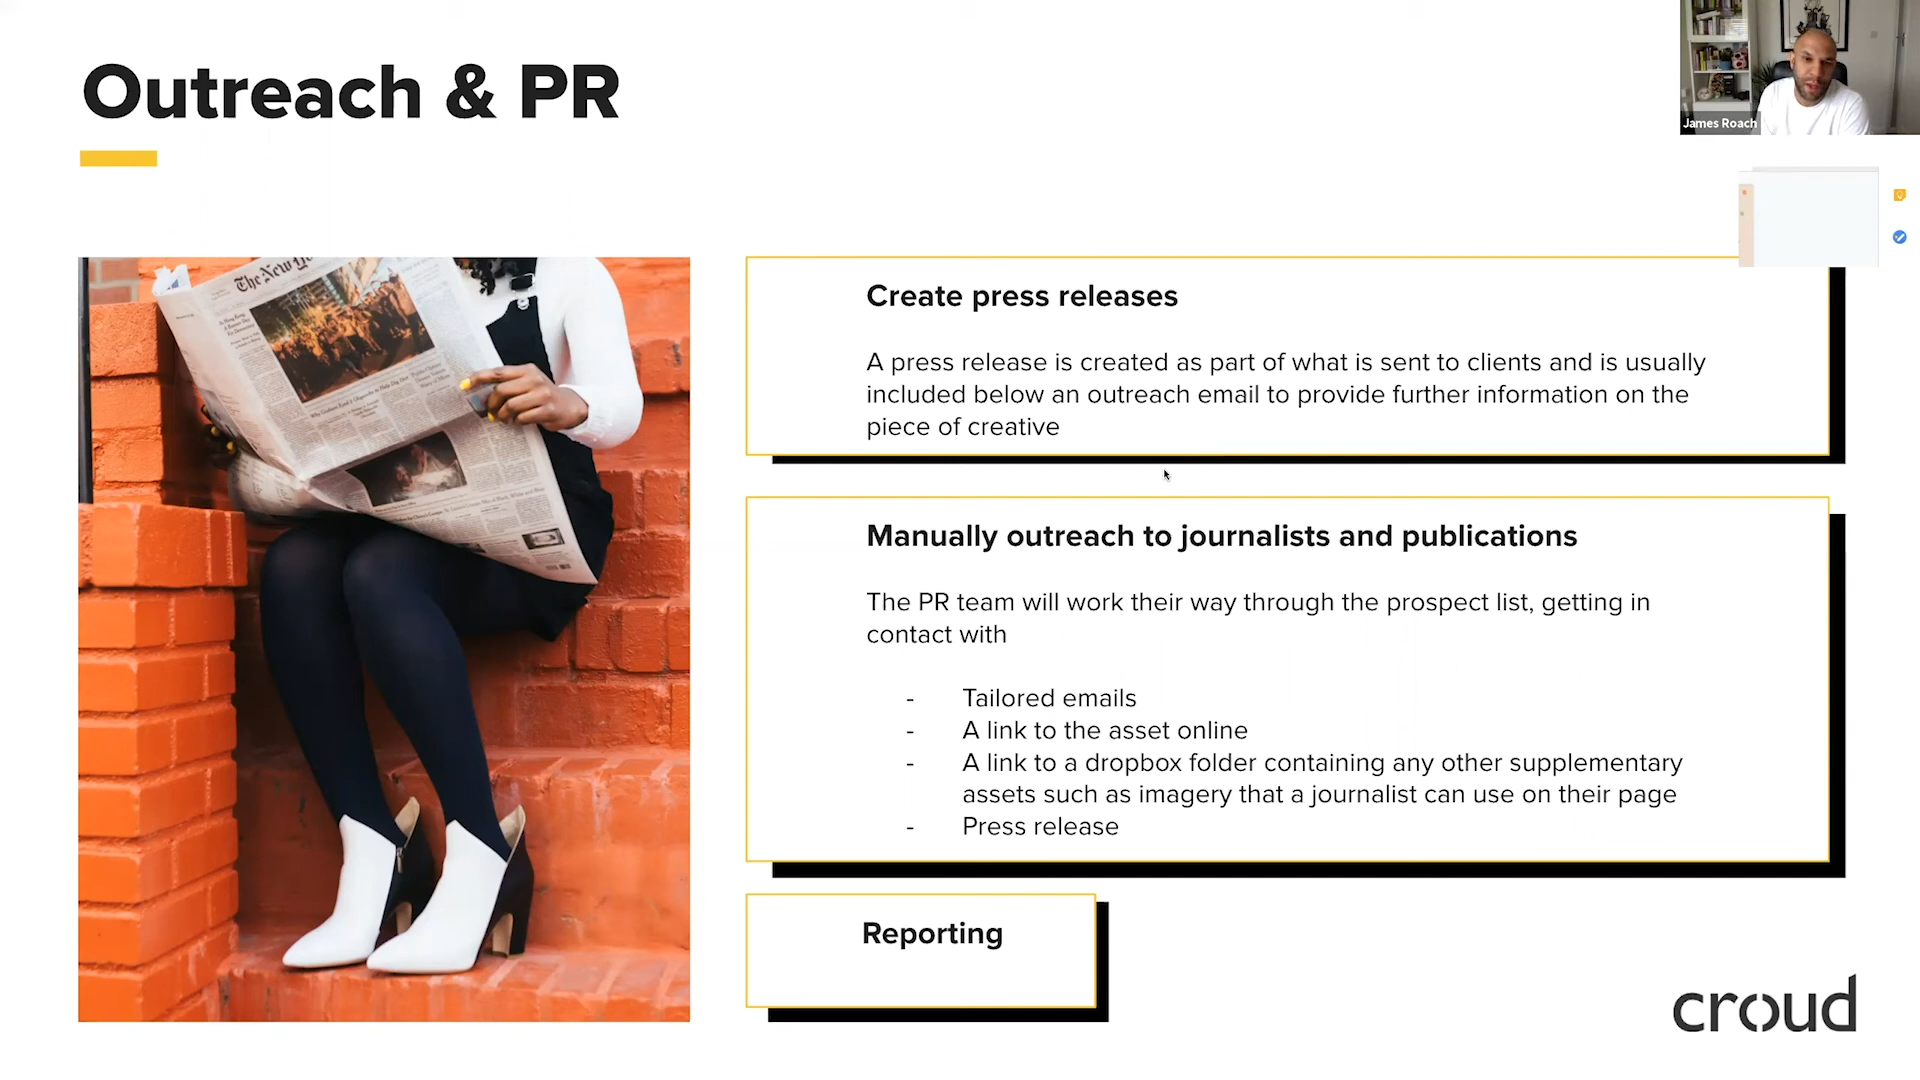 Outreach & PR
James Roach
The New Yo
Create press releases
A press release is created as part of what is sent to clients and is usually
included below an outreach email to provide further information on the
piece of creative
Manually outreach to journalists and publications
The PR team will work their way through the prospect list, getting in
contact with
- Tailored emails
- A link to the asset online
- A link to a dropbox folder containing any other supplementary
assets such as imagery that a journalist can use on their page
- Press release
Reporting
croud